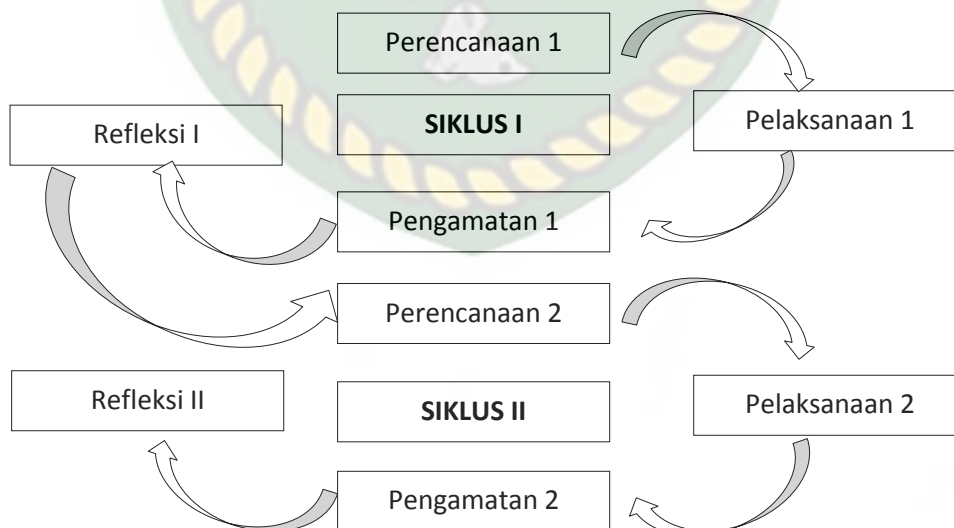 Perencanaan 1
Refleksi I
SIKLUS I
Pelaksanaan 1
Pengamatan 1
Perencanaan 2
Refleksi II
SIKLUS II
Pelaksanaan 2
Pengamatan 2